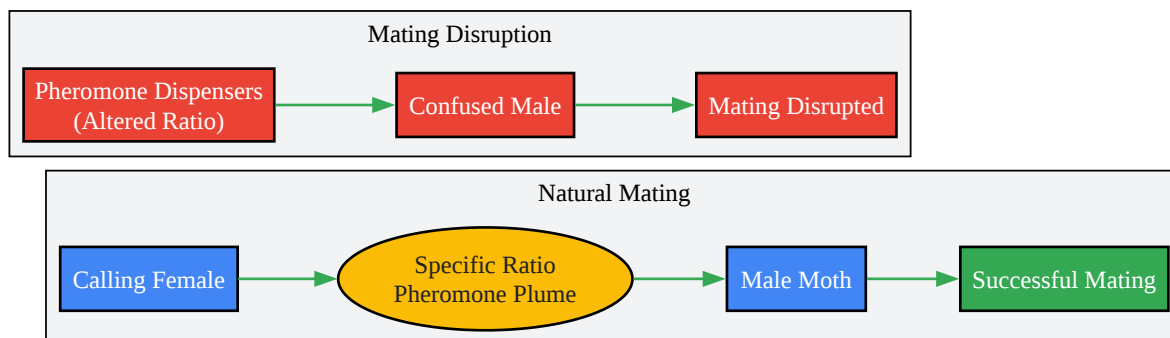 Mating Disruption
Pheromone Dispensers
(Altered Ratio)
Confused Male
Mating Disrupted
Natural Mating
Calling Female
Specific Ratio
Pheromone Plume
Male Moth
Successful Mating